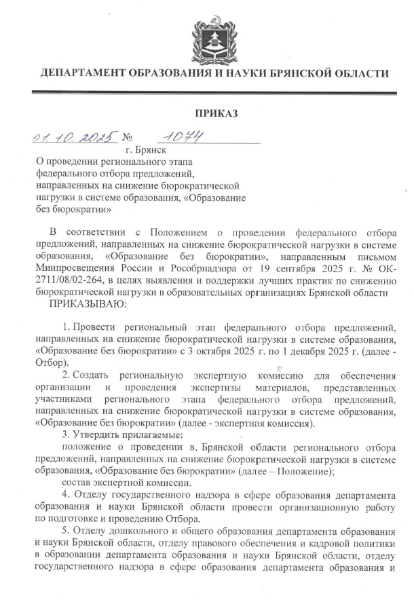 ДЕПАРТАМЕНТ ОБРАЗОВАНИЯ И НАУКИ БРЯНСКОЙ ОБЛАСТИ
ПРИКАЗ
01.10.2025 № 1074
г. Брянск
О проведении регионального этапа
федерального отбора предложений,
направленных на снижение бюрократической
нагрузки в системе образования, «Образование
без бюрократии»
В соответствии с Положением о проведении федерального отбора
предложений, направленных на снижение бюрократической нагрузки в системе
образования, «Образование без бюрократии», направленным письмом
Минпросвещения России и Рособрнадзора от 19 сентября 2025 г. № ОК-
2711/08/02-264, в целях выявления и поддержки лучших практик по снижению
бюрократической нагрузки в образовательных организациях Брянской области
ПРИКАЗЫВАЮ:
1. Провести региональный этап федерального отбора предложений,
направленных на снижение бюрократической нагрузки в системе образования,
«Образование без бюрократии» с 3 октября 2025 г. по 1 декабря 2025 г. (далее -
Отбор).
2. Создать региональную экспертную комиссию для обеспечения
организации и проведения экспертизы материалов, представленных
участниками регионального этапа федерального отбора предложений,
направленных на снижение бюрократической нагрузки в системе образования,
«Образование без бюрократии» (далее - экспертная комиссия).
3. Утвердить прилагаемые:
положение о проведении в, Брянской области регионального отбора
предложений, направленных на снижение бюрократической нагрузки в системе
образования, «Образование без бюрократии» (далее – Положение);
состав экспертной комиссии.
4. Отделу государственного надзора в сфере образования департамента
образования и науки Брянской области провести организационную работу
по подготовке и проведению Отбора.
5. Отделу дошкольного и общего образования департамента образования
и науки Брянской области, отделу правового обеспечения и кадровой политики
в образовании департамента образования и науки Брянской области, отделу
государственного надзора в сфере образования департамента образования и